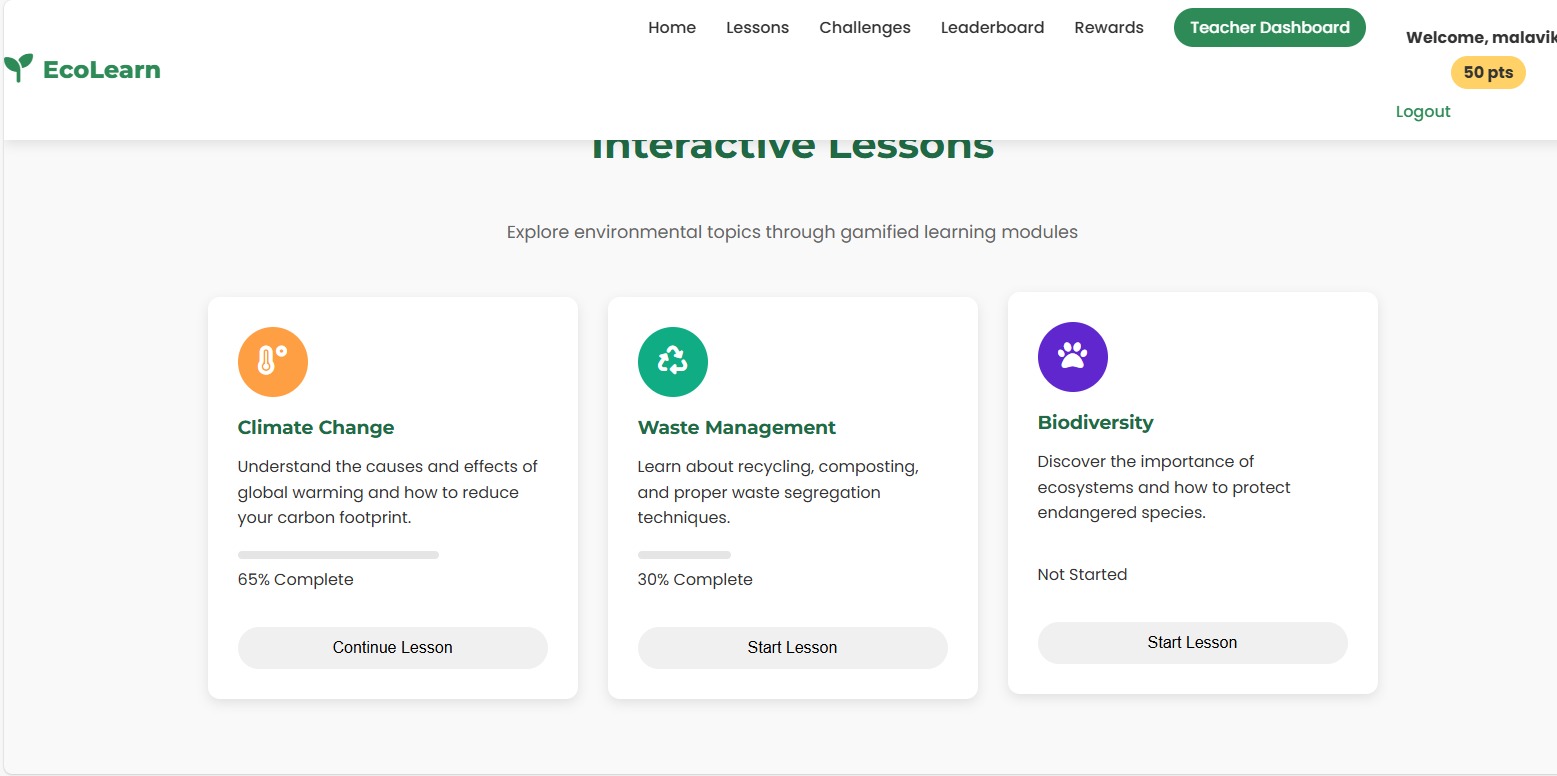 Home Lessons Challenges Leaderboard Rewards Teacher Dashboard
Welcome, malavik
50 pts
Logout
EcoLearn
Interactive Lessons
Explore environmental topics through gamified learning modules
Climate Change
Understand the causes and effects of
global warming and how to reduce
your carbon footprint.
65% Complete
Continue Lesson
Waste Management
Learn about recycling, composting,
and proper waste segregation
techniques.
30% Complete
Start Lesson
Biodiversity
Discover the importance of
ecosystems and how to protect
endangered species.
Not Started
Start Lesson